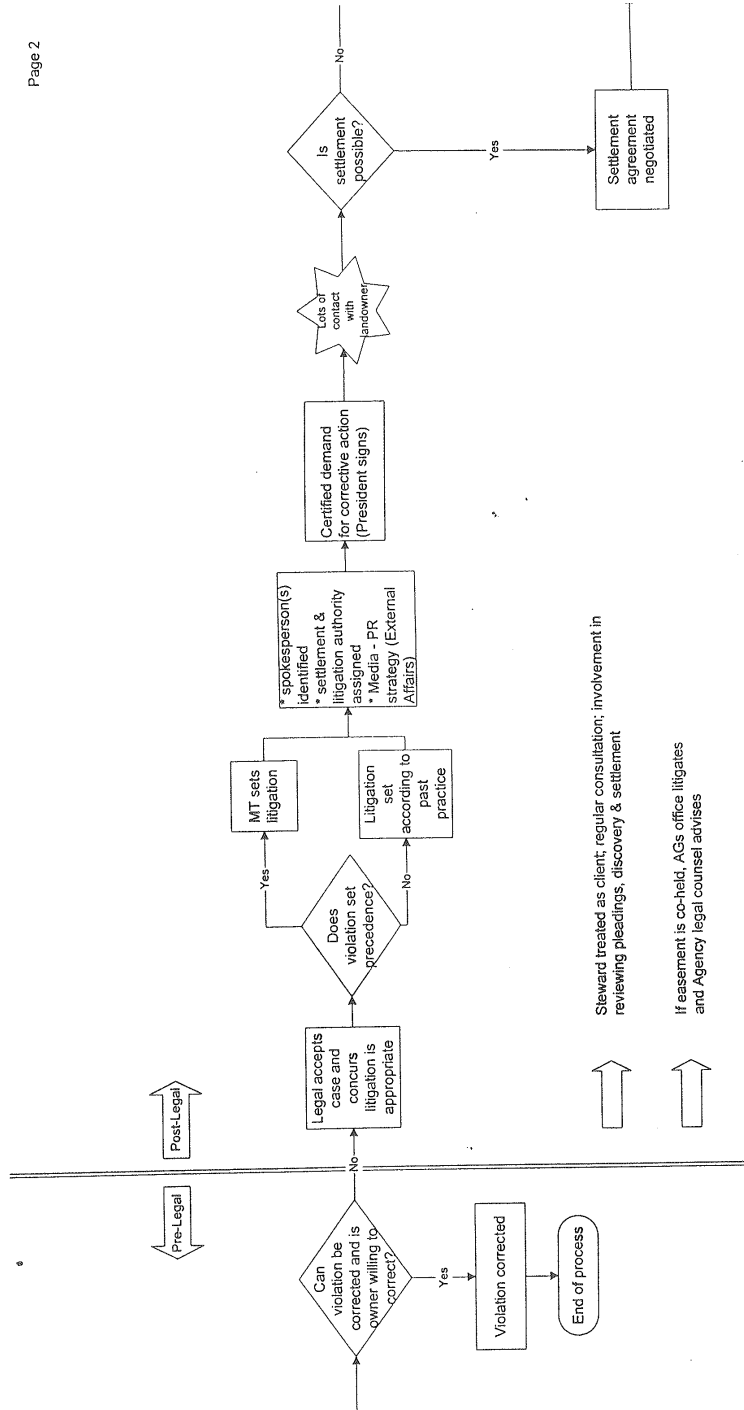 Page 2
Pre-Legal
Post-Legal
Can
violation be
corrected and is
owner willing to
correct?
Yes
Violation corrected
End of process
No
Legal accepts
case and
concurs
litigation is
appropriate
Does
violation set
precedence?
Yes
MT sets
litigation
No
Litigation
set
according to
past
practice
* spokesperson(s)
identified
* settlement &
litigation authority
assigned
* Media - PR
strategy (External
Affairs)
Certified demand
for corrective action
(President signs)
Lots of
contact
with
landowner
Is
settlement
possible?
No
Yes
Settlement
agreement
negotiated
Steward treated as client; regular consultation; involvement in
reviewing pleadings, discovery & settlement
If easement is co-held, AGs office litigates
and Agency legal counsel advises